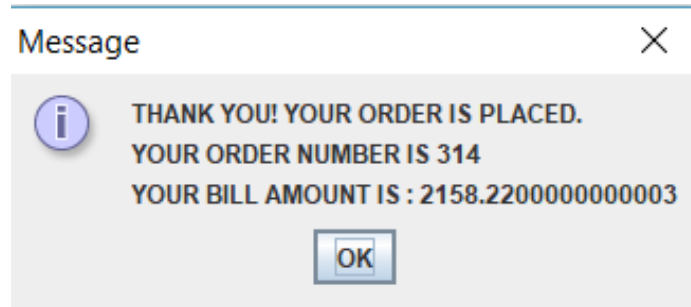 Message
THANK YOU! YOUR ORDER IS PLACED.
YOUR ORDER NUMBER IS 314
YOUR BILL AMOUNT IS : 2158.2200000000003
OK